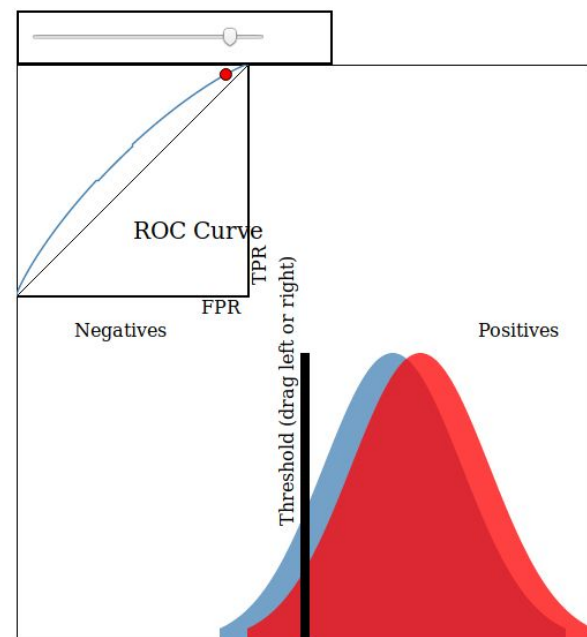 ROC Curve
TPR
FPR
Negatives
Positives
Threshold (drag left or right)